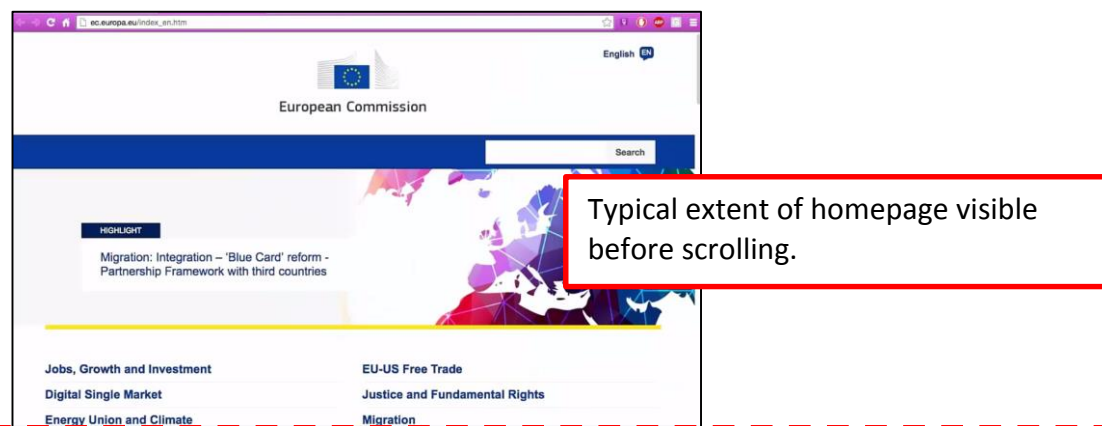 ec.europa.eu/index_en.htm
English EN
European Commission
Search
HIGHLIGHT
Migration: Integration – 'Blue Card' reform -
Partnership Framework with third countries
Typical extent of homepage visible
before scrolling.
Jobs, Growth and Investment
EU-US Free Trade
Digital Single Market
Justice and Fundamental Rights
Energy Union and Climate
Migration